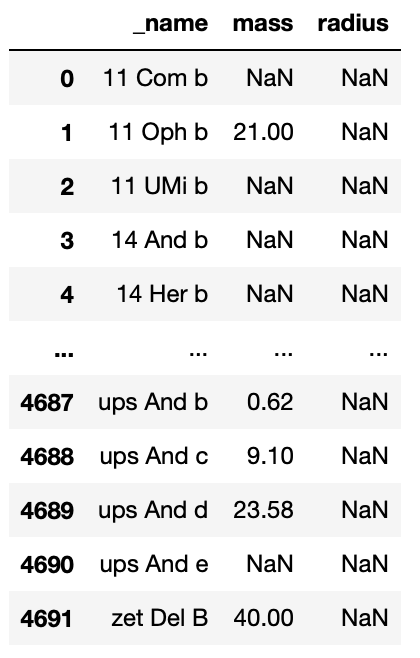 _name mass radius
0 11 Com b NaN NaN
1 11 Oph b 21.00 NaN
2 11 UMi b NaN NaN
3 14 And b NaN NaN
4 14 Her b NaN NaN
... ... ... ...
4687 ups And b 0.62 NaN
4688 ups And c 9.10 NaN
4689 ups And d 23.58 NaN
4690 ups And e NaN NaN
4691 zet Del B 40.00 NaN